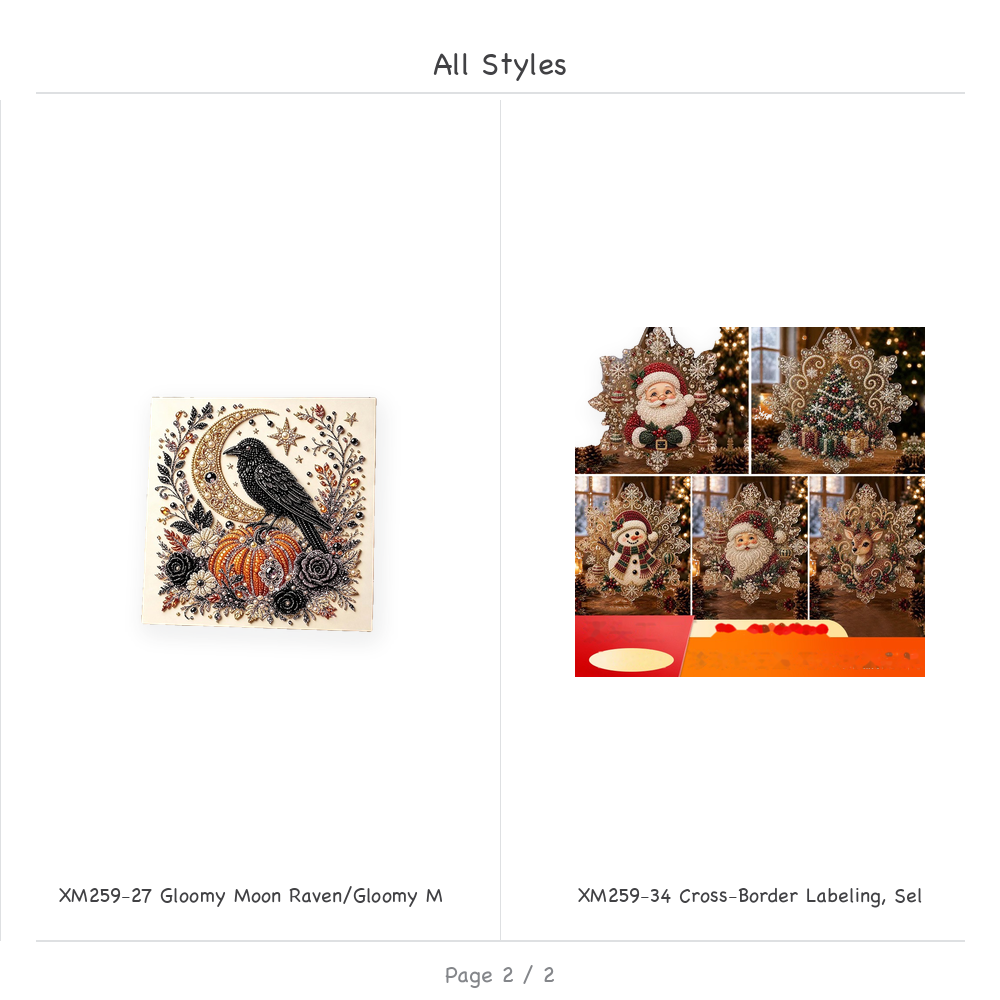 All Styles
XM259-27 Gloomy Moon Raven/Gloomy M
XM259-34 Cross-Border Labeling, Sel
Page 2 / 2